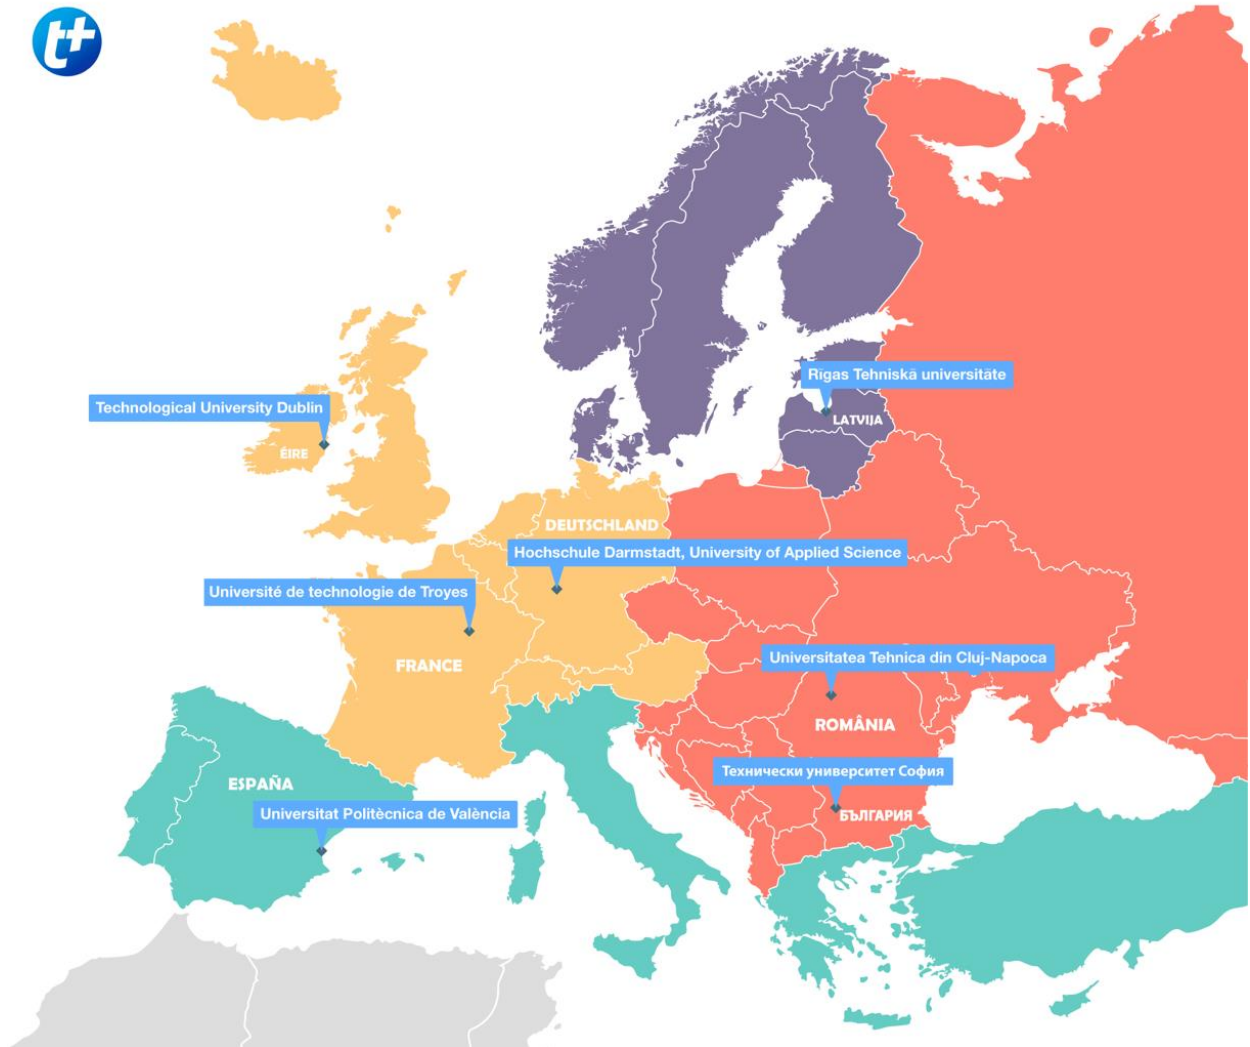 t+
Rīgas Tehniskā universitāte
LATVIJA
Technological University Dublin
ÉIRE
DEUTSCHLAND
Hochschule Darmstadt, University of Applied Science
Université de technologie de Troyes
FRANCE
Universitatea Tehnica din Cluj-Napoca
ROMÂNIA
Технически университет София
БЪЛГАРИЯ
ESPAÑA
Universitat Politècnica de València